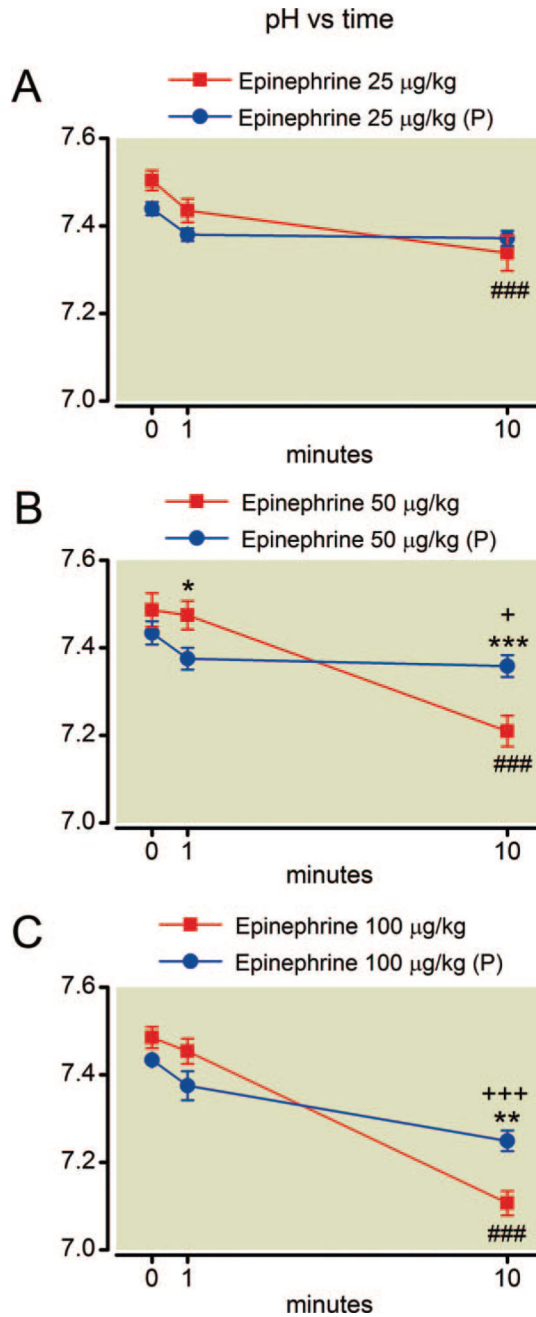 pH vs time
A
Epinephrine 25 μg/kg
Epinephrine 25 μg/kg (P)
7.6
7.4
7.2
7.0
###
0 1 10
minutes
B
Epinephrine 50 μg/kg
Epinephrine 50 μg/kg (P)
7.6
*
+
7.4
***
7.2
###
7.0
0 1 10
minutes
C
Epinephrine 100 μg/kg
Epinephrine 100 μg/kg (P)
7.6
7.4
+++
**
7.2
###
7.0
0 1 10
minutes